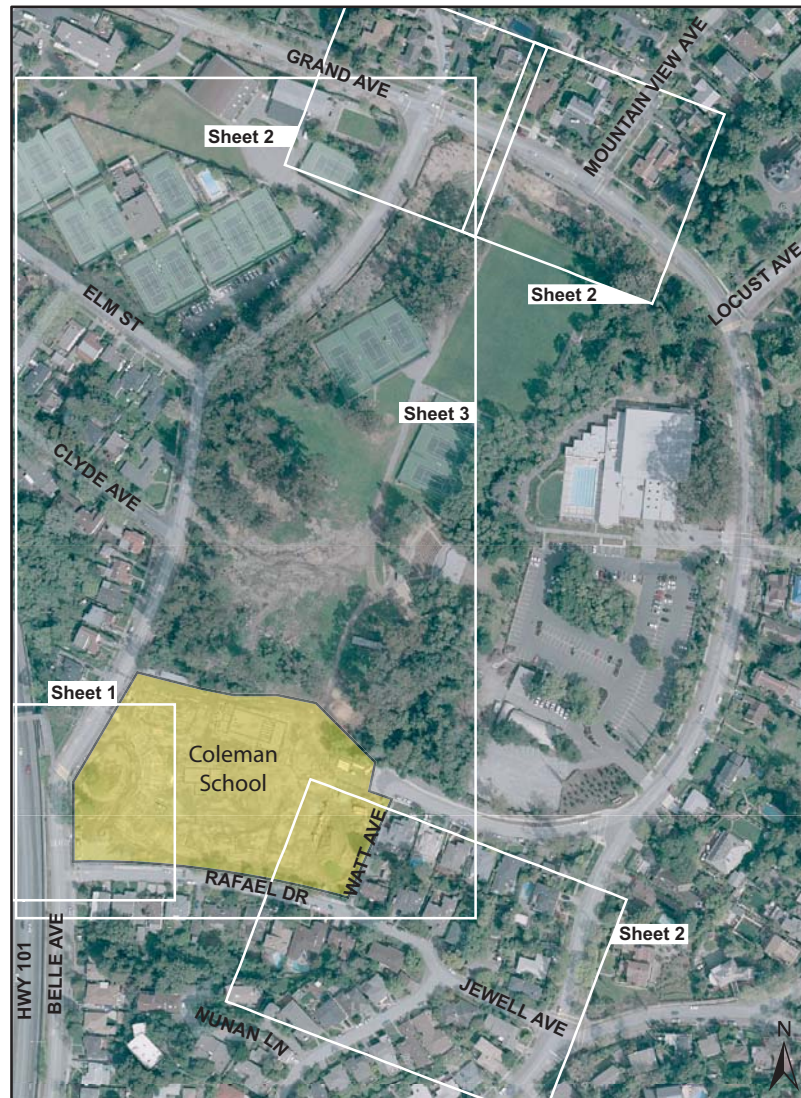 GRAND AVE
MOUNTAIN VIEW AVE
Sheet 2
LOCUST AVE
Sheet 2
ELM ST
Sheet 3
CLYDE AVE
Sheet 1
Coleman
School
WATT AVE
RAFAEL DR
Sheet 2
HWY 101
BELLE AVE
JEWELL AVE
NUNAN LN
N